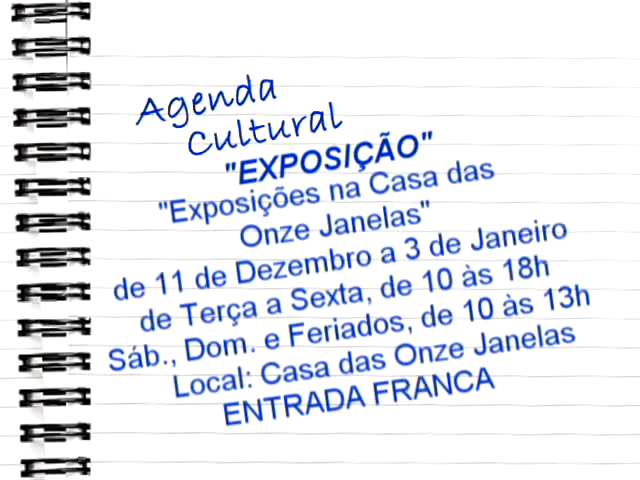 Agenda
Cultural
"EXPOSIÇÃO"
"Exposições na Casa das
Onze Janelas"
de 11 de Dezembro a 3 de Janeiro
de Terça a Sexta, de 10 às 18h
Sáb., Dom. e Feriados, de 10 às 13h
Local: Casa das Onze Janelas
ENTRADA FRANCA